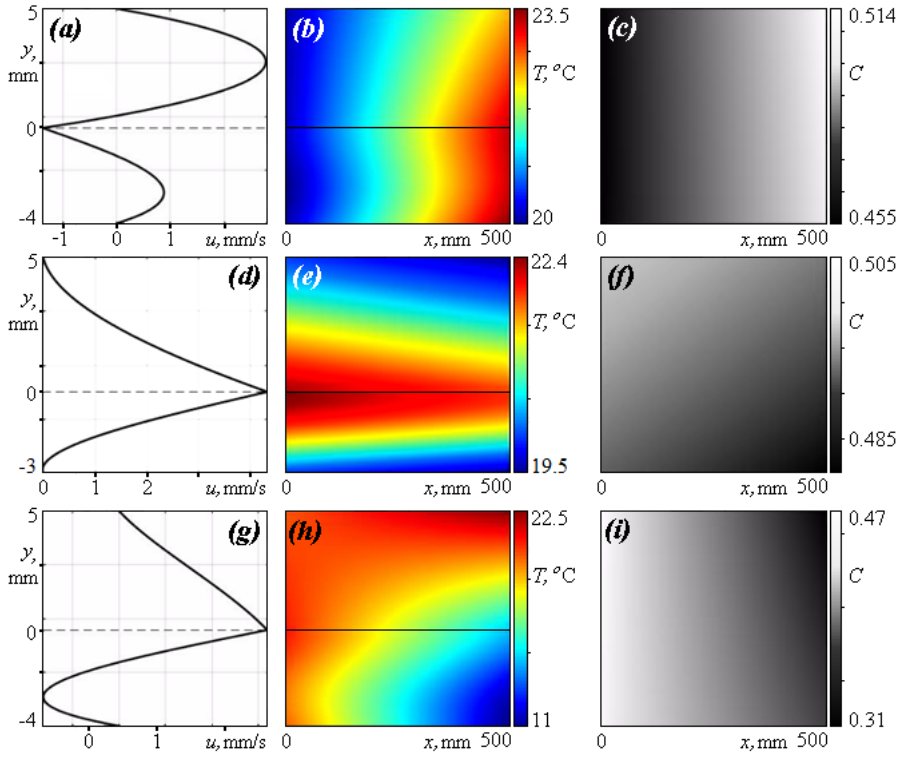 5 (a) (b) 23.5 (c) 0.514
y, mm T, °C C
0
-4 20 0.455
-1 0 1 u, mm/s 0 x, mm 500 0 x, mm 500
5 (d) (e) 22.4 (f) 0.505
y, mm T, °C C
0
-3 19.5 0.485
0 1 2 u, mm/s 0 x, mm 500 0 x, mm 500
5 (g) (h) 22.5 (i) 0.47
y, mm T, °C C
0
-4 11 0.31
0 1 u, mm/s 0 x, mm 500 0 x, mm 500